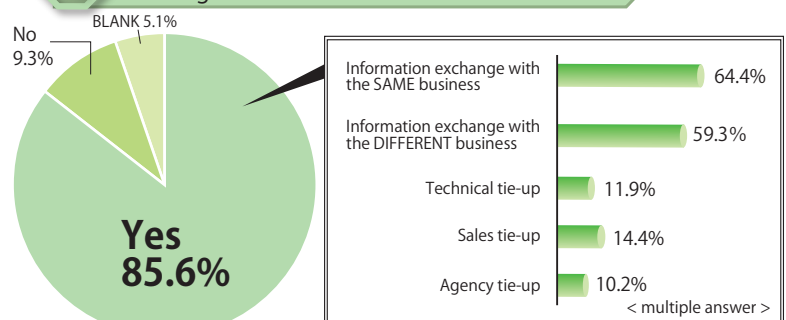 No
9.3%
BLANK 5.1%
Yes
85.6%
Information exchange with
the SAME business
64.4%
Information exchange with
the DIFFERENT business
59.3%
Technical tie-up
11.9%
Sales tie-up
14.4%
Agency tie-up
10.2%
< multiple answer >